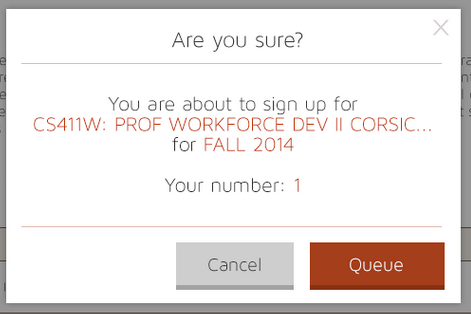 Are you sure?
You are about to sign up for
CS411W: PROF WORKFORCE DEV II CORSIC...
for FALL 2014
Your number: 1
Cancel
Queue